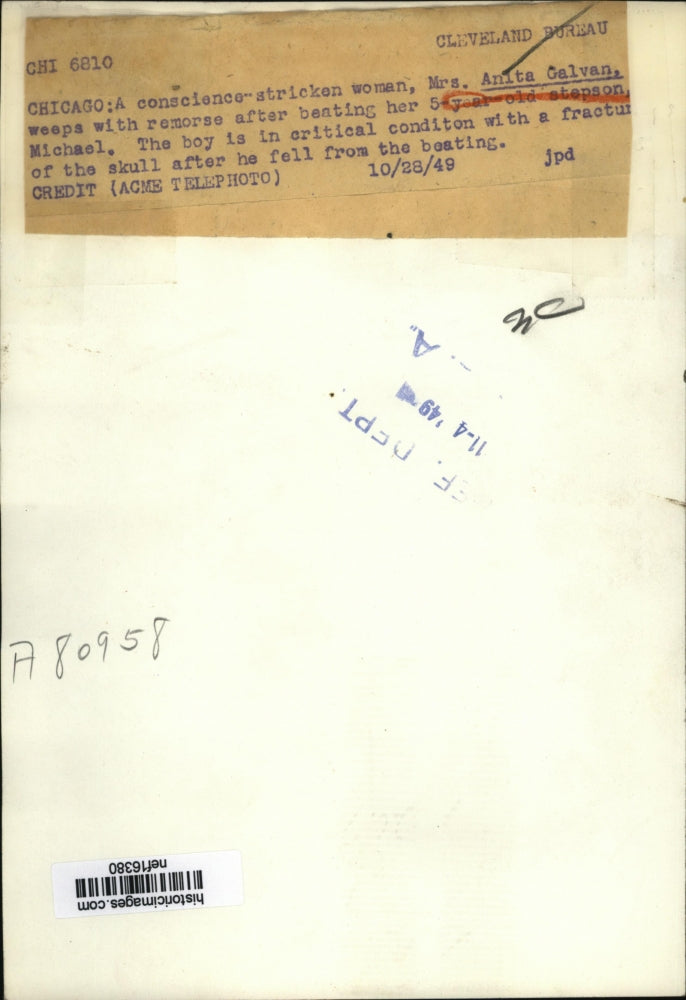 CLEVELAND BUREAU
CHI 6810
CHICAGO:A conscience-stricken woman, Mrs. Anita Galvan,
weeps with remorse after beating her 5-year-old stepson,
Michael. The boy is in critical conditon with a fractur
of the skull after he fell from the beating.
CREDIT (ACME TELEPHOTO) 10/28/49 jpd
A.
11-4 '49
EF. DEPT.
A80958
historicimages.com
nef16380